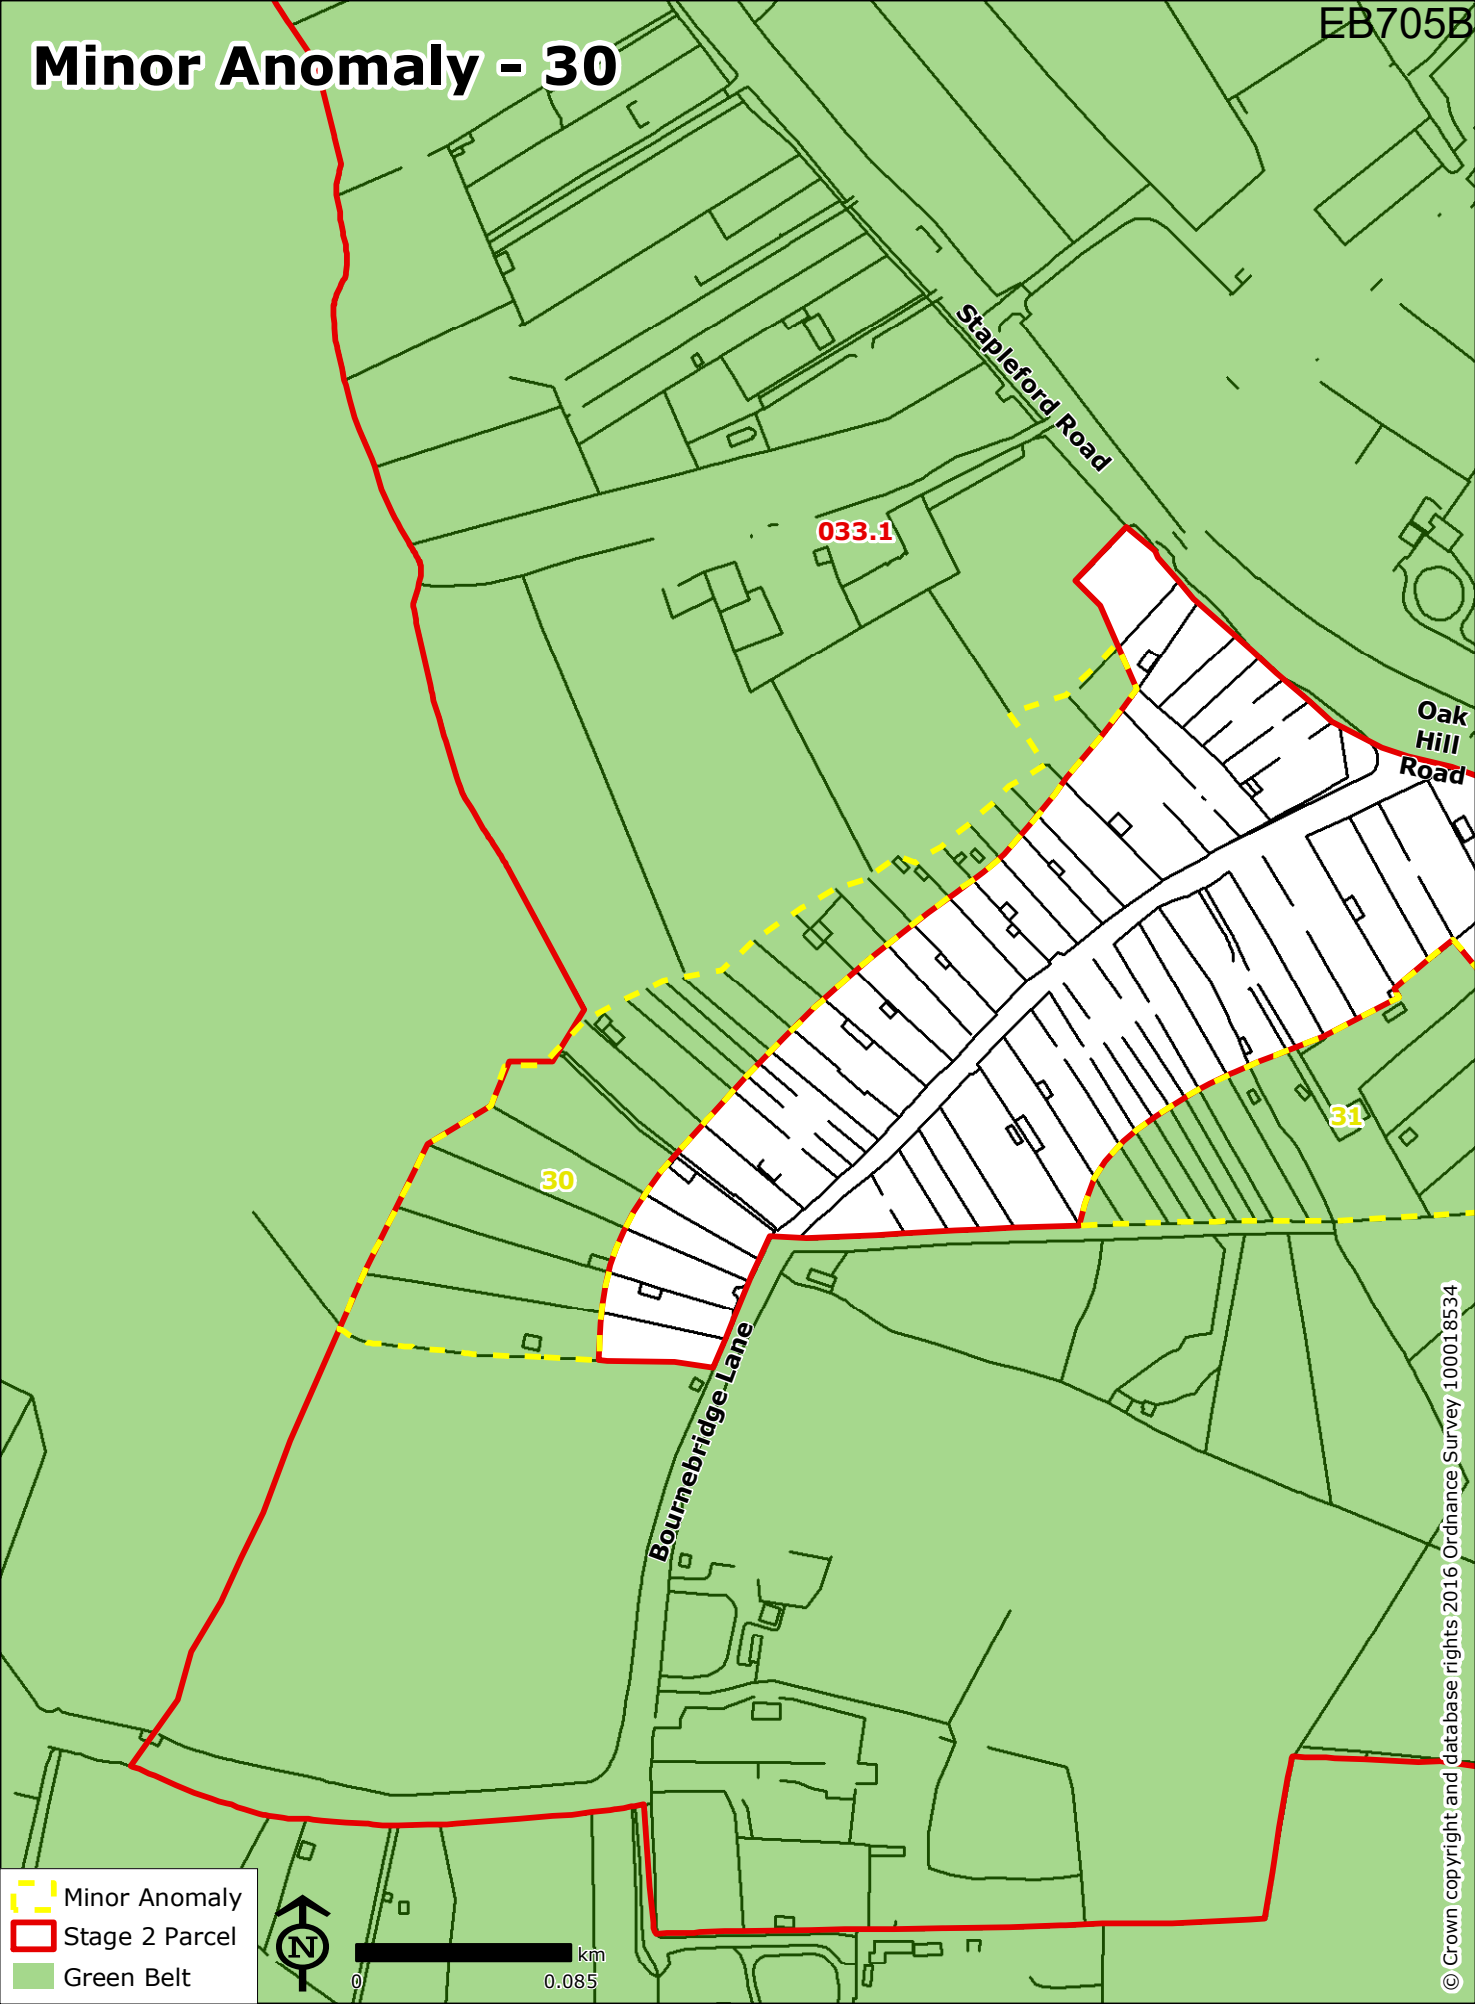 EB705B
Minor Anomaly - 30
Stapleford Road
033.1
Oak
Hill
Road
31
30
Bournebridge Lane
© Crown copyright and database rights 2016 Ordnance Survey 100018534
Minor Anomaly
Stage 2 Parcel
Green Belt
N
km
0 0.085